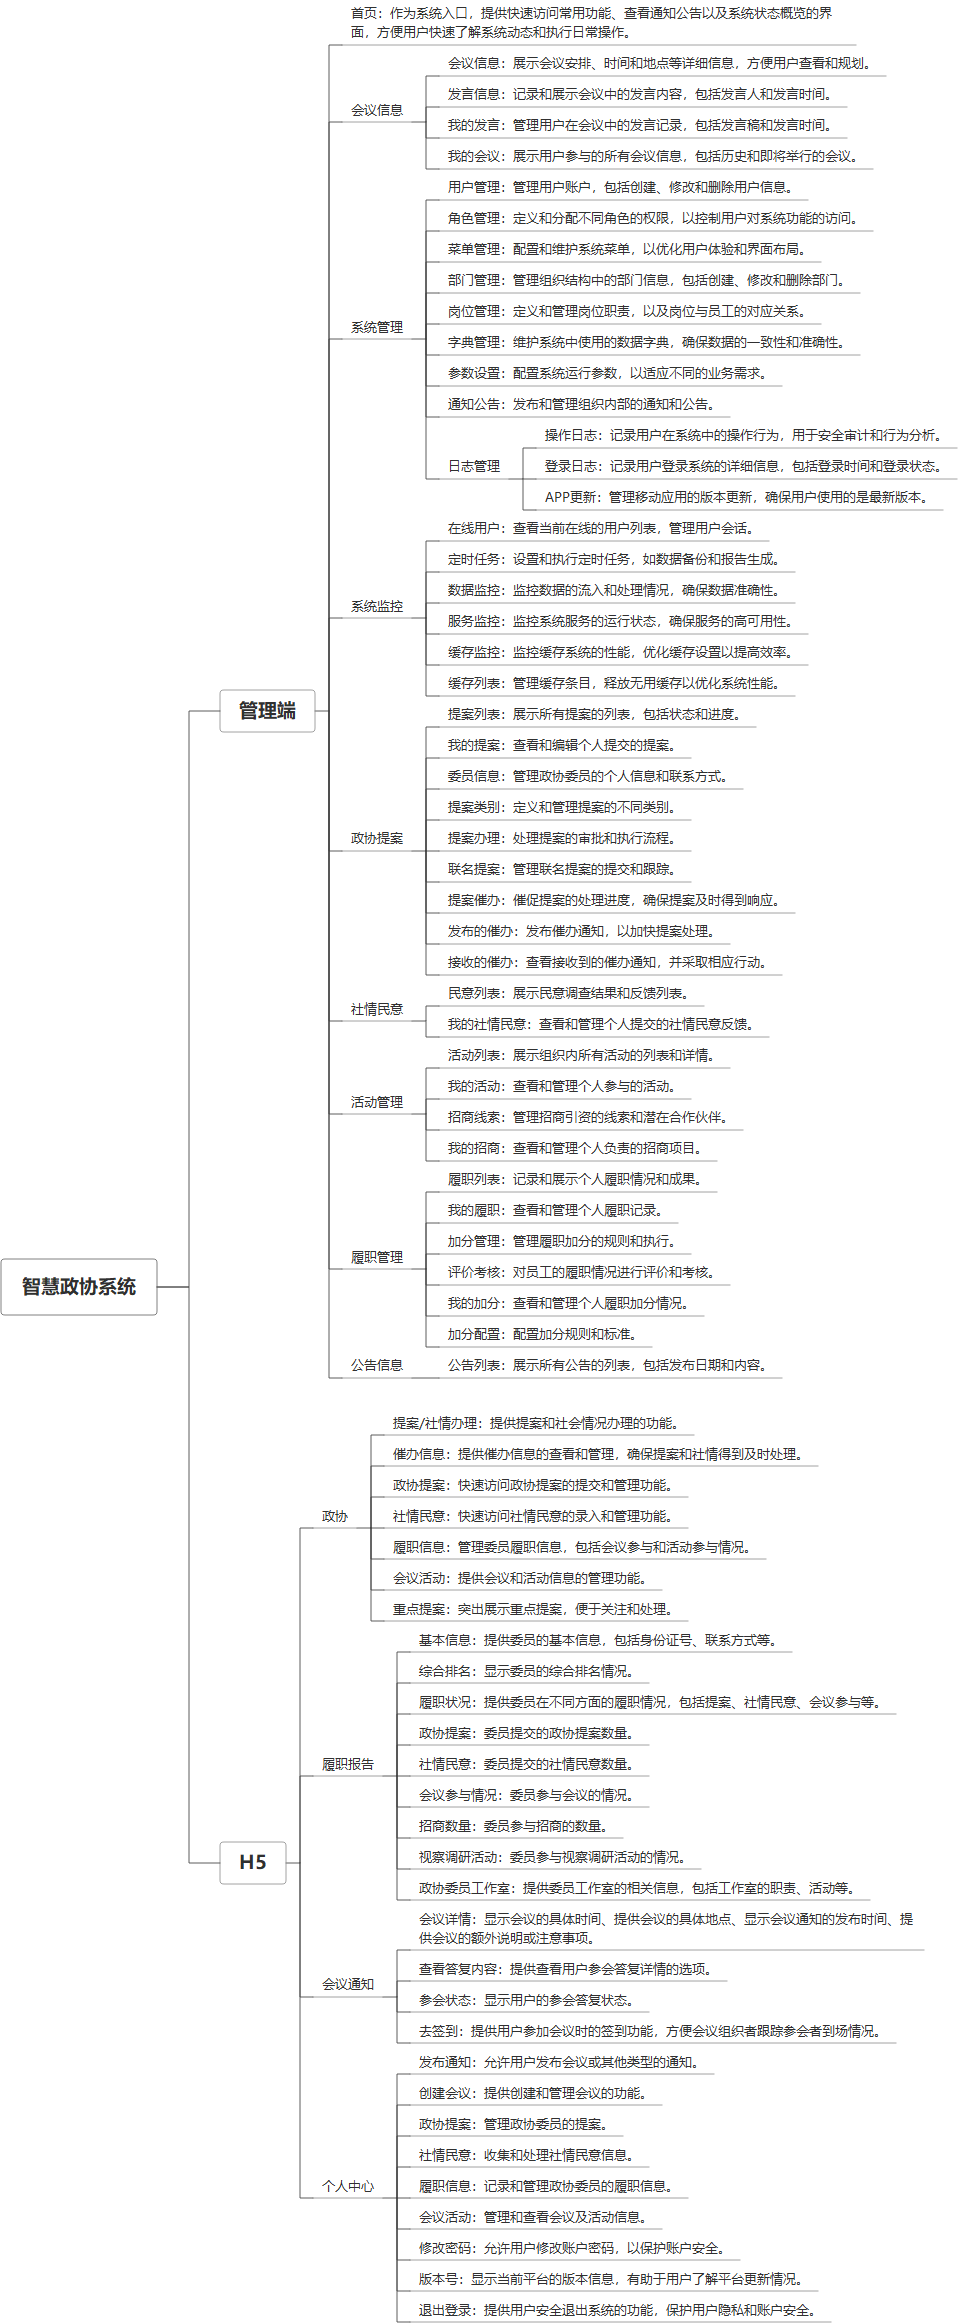 首页：作为系统入口，提供快速访问常用功能、查看通知公告以及系统状态概览的界
面，方便用户快速了解系统动态和执行日常操作。
会议信息
会议信息：展示会议安排、时间和地点等详细信息，方便用户查看和规划。
发言信息：记录和展示会议中的发言内容，包括发言人和发言时间。
我的发言：管理用户在会议中的发言记录，包括发言稿和发言时间。
我的会议：展示用户参与的所有会议信息，包括历史和即将举行的会议。
系统管理
用户管理：管理用户账户，包括创建、修改和删除用户信息。
角色管理：定义和分配不同角色的权限，以控制用户对系统功能的访问。
菜单管理：配置和维护系统菜单，以优化用户体验和界面布局。
部门管理：管理组织结构中的部门信息，包括创建、修改和删除部门。
岗位管理：定义和管理岗位职责，以及岗位与员工的对应关系。
字典管理：维护系统中使用的数据字典，确保数据的一致性和准确性。
参数设置：配置系统运行参数，以适应不同的业务需求。
通知公告：发布和管理组织内部的通知和公告。
日志管理
操作日志：记录用户在系统中的操作行为，用于安全审计和行为分析。
登录日志：记录用户登录系统的详细信息，包括登录时间和登录状态。
APP更新：管理移动应用的版本更新，确保用户使用的是最新版本。
系统监控
在线用户：查看当前在线的用户列表，管理用户会话。
定时任务：设置和执行定时任务，如数据备份和报告生成。
数据监控：监控数据的流入和处理情况，确保数据准确性。
服务监控：监控系统服务的运行状态，确保服务的高可用性。
缓存监控：监控缓存系统的性能，优化缓存设置以提高效率。
缓存列表：管理缓存条目，释放无用缓存以优化系统性能。
管理端
政协提案
提案列表：展示所有提案的列表，包括状态和进度。
我的提案：查看和编辑个人提交的提案。
委员信息：管理政协委员的个人信息和联系方式。
提案类别：定义和管理提案的不同类别。
提案办理：处理提案的审批和执行流程。
联名提案：管理联名提案的提交和跟踪。
提案催办：催促提案的处理进度，确保提案及时得到响应。
发布的催办：发布催办通知，以加快提案处理。
接收的催办：查看接收到的催办通知，并采取相应行动。
社情民意
民意列表：展示民意调查结果和反馈列表。
我的社情民意：查看和管理个人提交的社情民意反馈。
活动管理
活动列表：展示组织内所有活动的列表和详情。
我的活动：查看和管理个人参与的活动。
招商线索：管理招商引资的线索和潜在合作伙伴。
我的招商：查看和管理个人负责的招商项目。
履职管理
履职列表：记录和展示个人履职情况和成果。
我的履职：查看和管理个人履职记录。
加分管理：管理履职加分的规则和执行。
评价考核：对员工的履职情况进行评价和考核。
我的加分：查看和管理个人履职加分情况。
加分配置：配置加分规则和标准。
公告信息
公告列表：展示所有公告的列表，包括发布日期和内容。
智慧政协系统
政协
提案/社情办理：提供提案和社会情况办理的功能。
催办信息：提供催办信息的查看和管理，确保提案和社情得到及时处理。
政协提案：快速访问政协提案的提交和管理功能。
社情民意：快速访问社情民意的录入和管理功能。
履职信息：管理委员履职信息，包括会议参与和活动参与情况。
会议活动：提供会议和活动信息的管理功能。
重点提案：突出展示重点提案，便于关注和处理。
履职报告
基本信息：提供委员的基本信息，包括身份证号、联系方式等。
综合排名：显示委员的综合排名情况。
履职状况：提供委员在不同方面的履职情况，包括提案、社情民意、会议参与等。
政协提案：委员提交的政协提案数量。
社情民意：委员提交的社情民意数量。
会议参与情况：委员参与会议的情况。
招商数量：委员参与招商的数量。
视察调研活动：委员参与视察调研活动的情况。
政协委员工作室：提供委员工作室的相关信息，包括工作室的职责、活动等。
H5
会议通知
会议详情：显示会议的具体时间、提供会议的具体地点、显示会议通知的发布时间、提
供会议的额外说明或注意事项。
查看答复内容：提供查看用户参会答复详情的选项。
参会状态：显示用户的参会答复状态。
去签到：提供用户参加会议时的签到功能，方便会议组织者跟踪参会者到场情况。
个人中心
发布通知：允许用户发布会议或其他类型的通知。
创建会议：提供创建和管理会议的功能。
政协提案：管理政协委员的提案。
社情民意：收集和处理社情民意信息。
履职信息：记录和管理政协委员的履职信息。
会议活动：管理和查看会议及活动信息。
修改密码：允许用户修改账户密码，以保护账户安全。
版本号：显示当前平台的版本信息，有助于用户了解平台更新情况。
退出登录：提供用户安全退出系统的功能，保护用户隐私和账户安全。